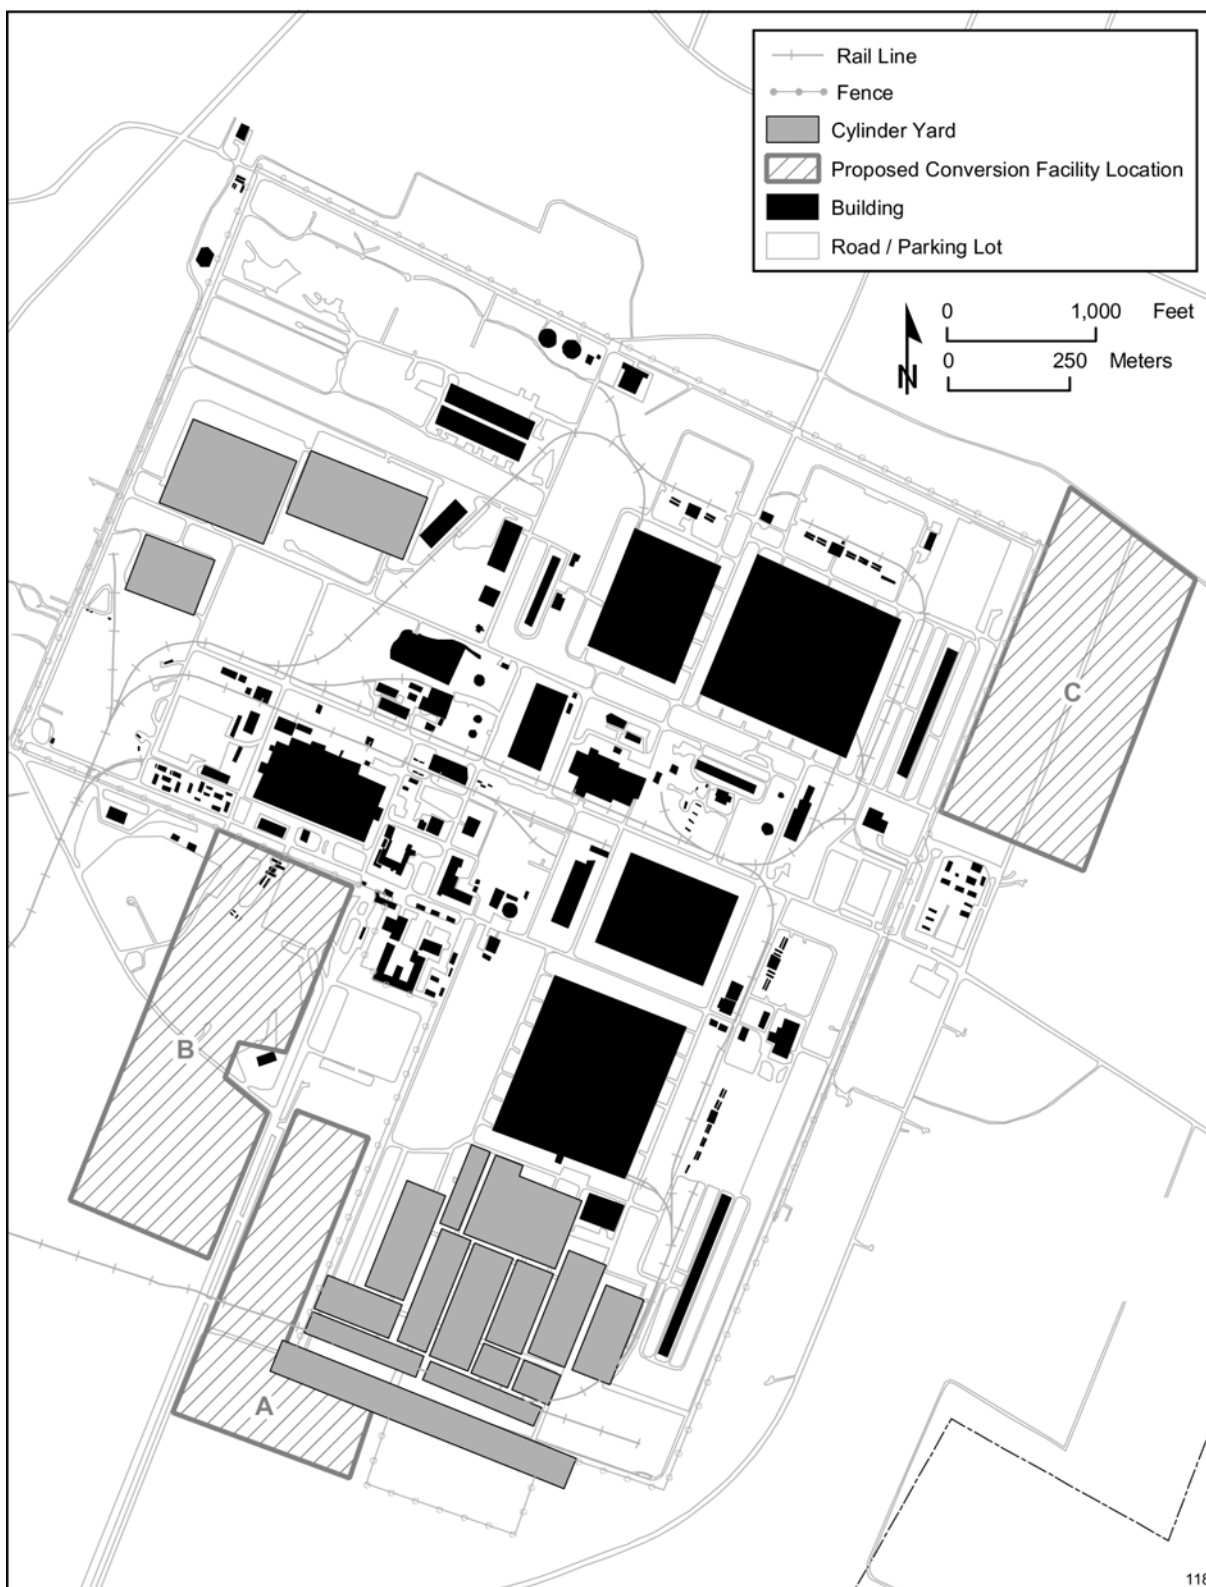 Rail Line
Fence
Cylinder Yard
Proposed Conversion Facility Location
Building
Road / Parking Lot
0 1,000 Feet
0 250 Meters
N
C
B
A
118